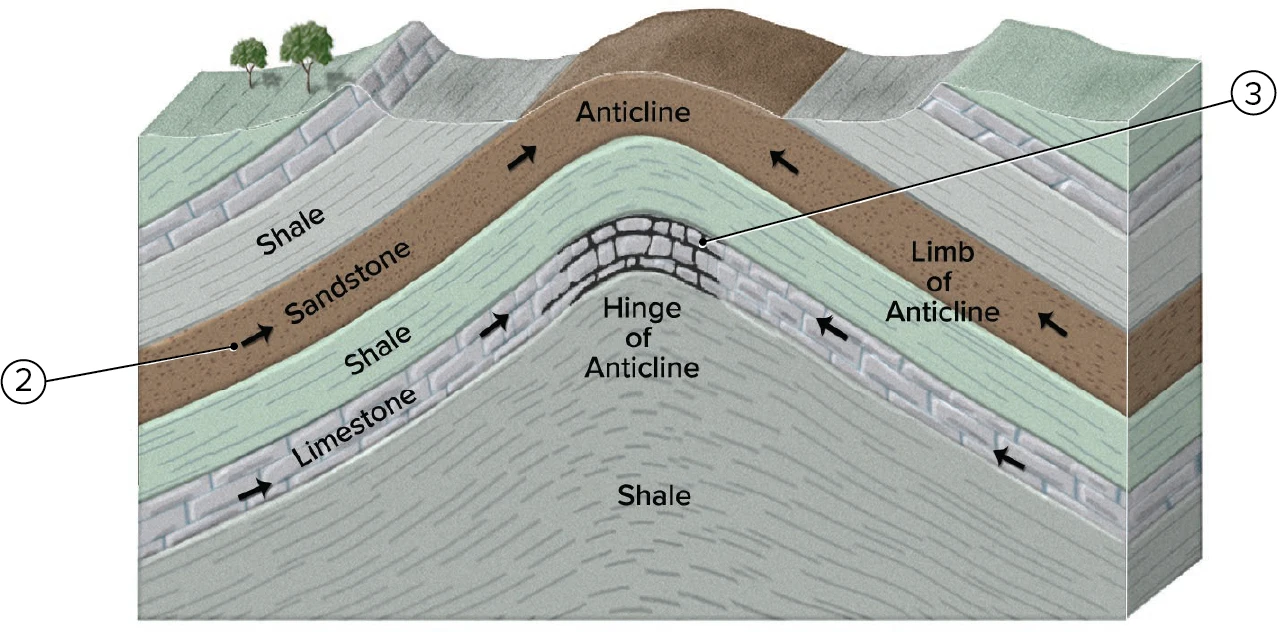 Anticline
3
Shale
Sandstone
Limb
of
Anticline
2
Shale
Hinge
of
Anticline
Limestone
Shale